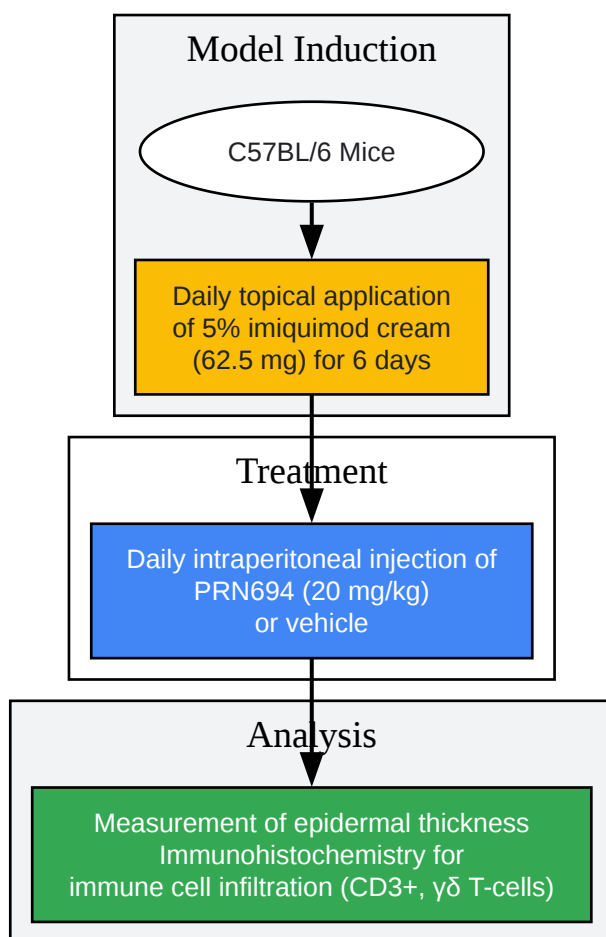 Model Induction
C57BL/6 Mice
Daily topical application
of 5% imiquimod cream
(62.5 mg) for 6 days
Treatment
Daily intraperitoneal injection of
PRN694 (20 mg/kg)
or vehicle
Analysis
Measurement of epidermal thickness
Immunohistochemistry for
immune cell infiltration (CD3+, γδ T-cells)